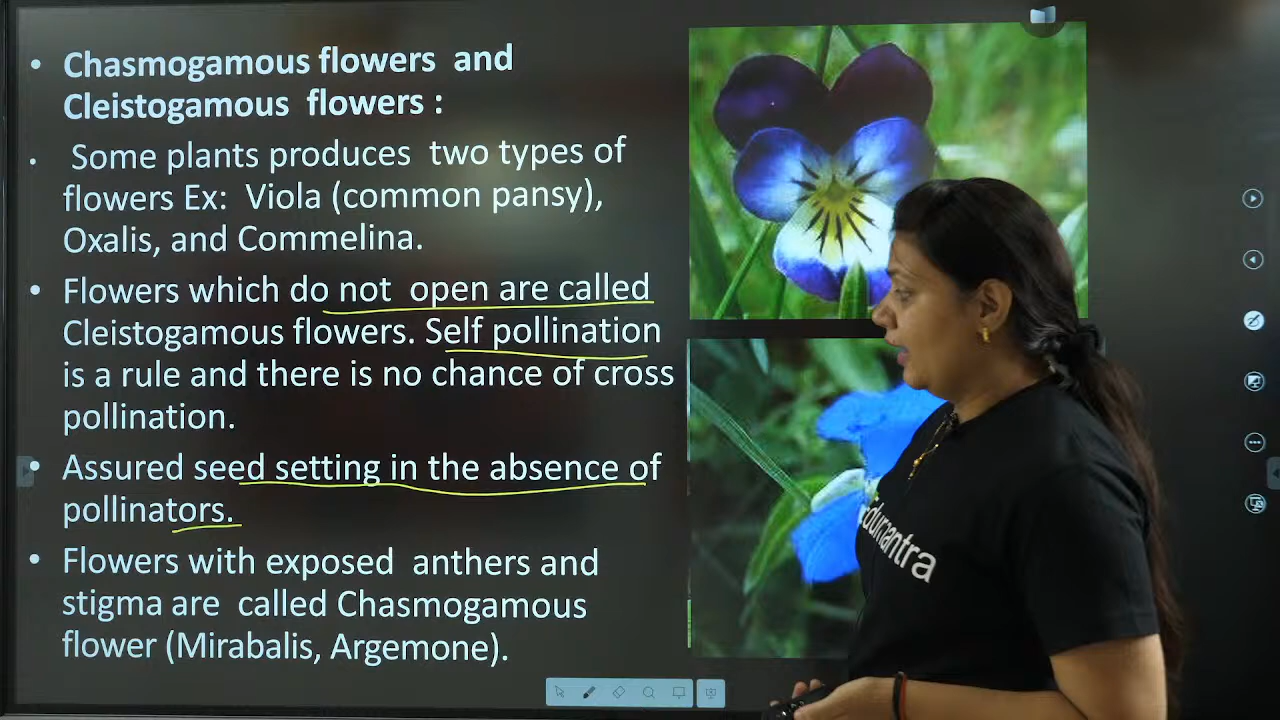 • Chasmogamous flowers and
Cleistogamous flowers :
• Some plants produces two types of
flowers Ex: Viola (common pansy),
Oxalis, and Commelina.
• Flowers which do not open are called
Cleistogamous flowers. Self pollination
is a rule and there is no chance of cross
pollination.
• Assured seed setting in the absence of
pollinators.
• Flowers with exposed anthers and
stigma are called Chasmogamous
flower (Mirabalis, Argemone).
dumantra